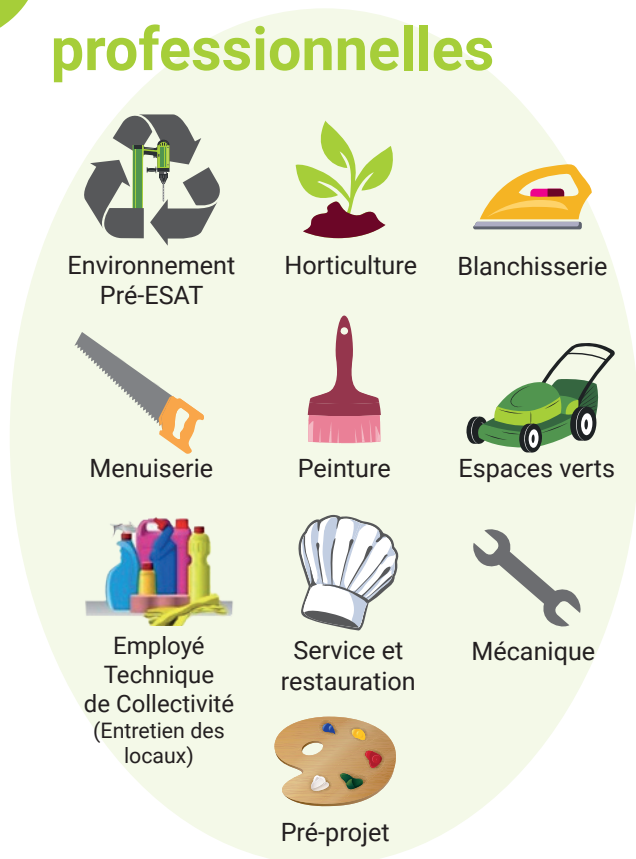 professionnelles
Environnement
Pré-ESAT
Horticulture
Blanchisserie
Menuiserie
Peinture
Espaces verts
Employé
Technique
de Collectivité
(Entretien des
locaux)
Service et
restauration
Mécanique
Pré-projet